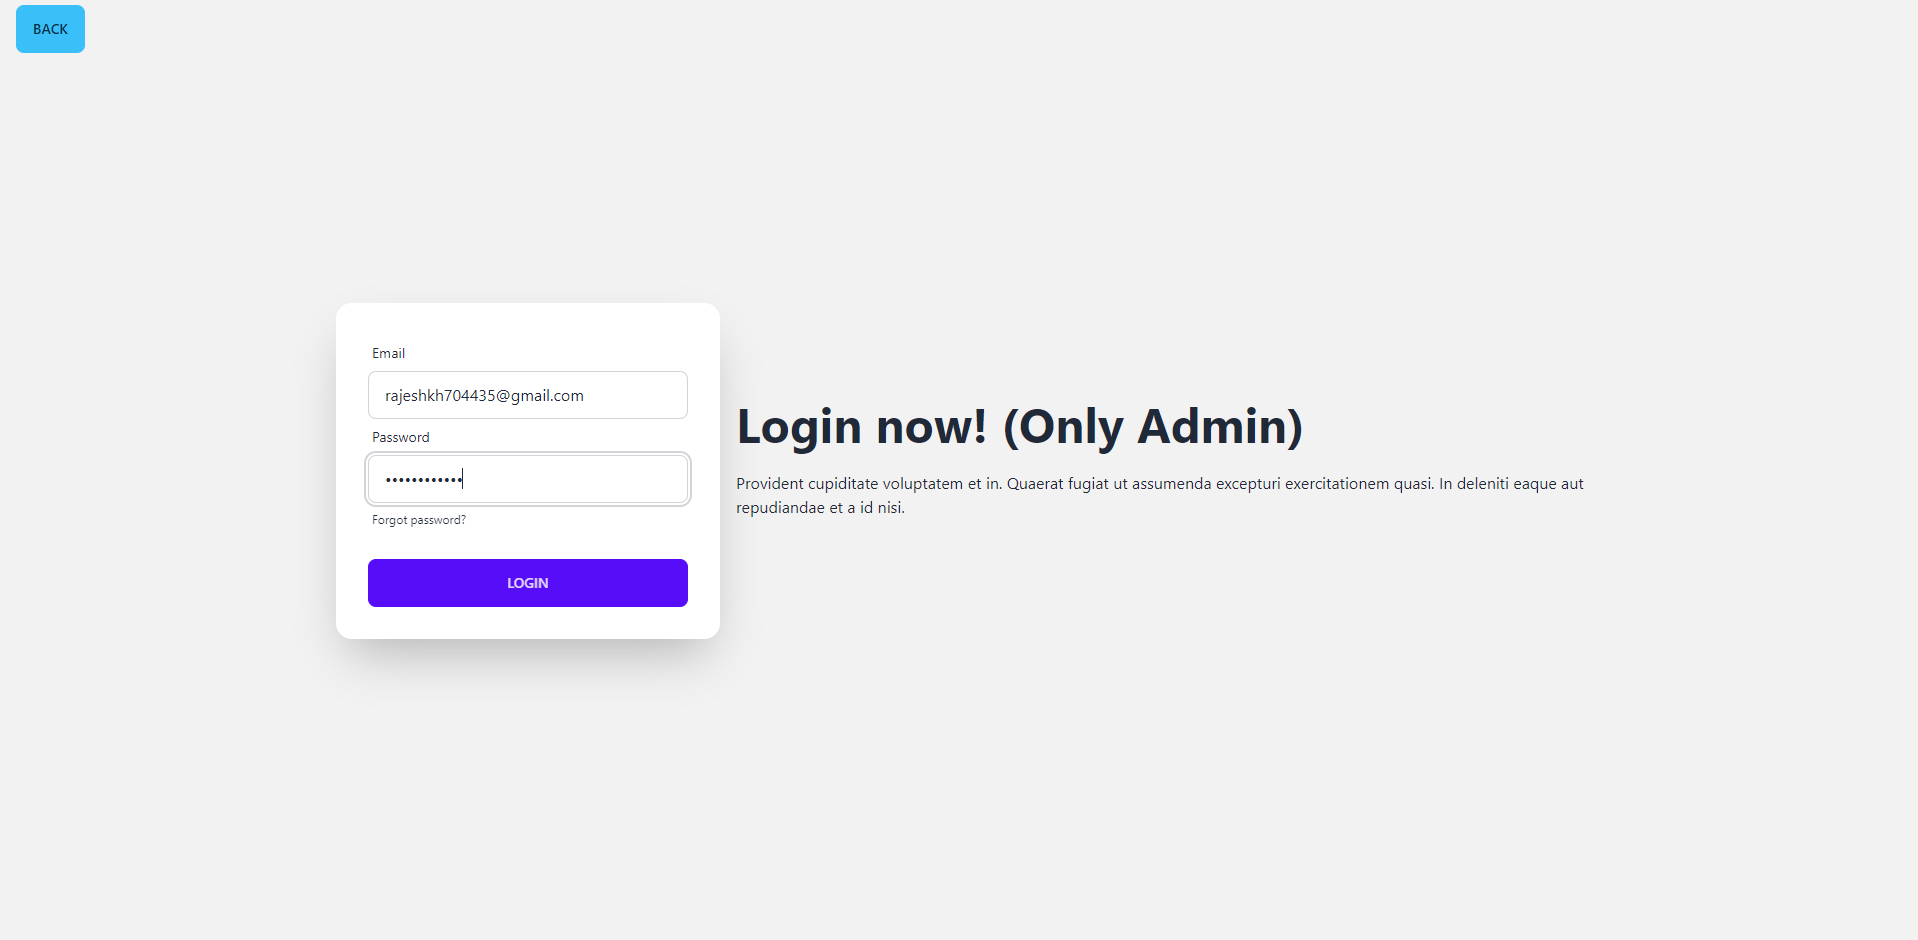 BACK
Email
rajeshkh704435@gmail.com
Password
••••••••••••
Forgot password?
LOGIN
Login now! (Only Admin)
Provident cupiditate voluptatem et in. Quaerat fugiat ut assumenda excepturi exercitationem quasi. In deleniti eaque aut
repudiandae et a id nisi.